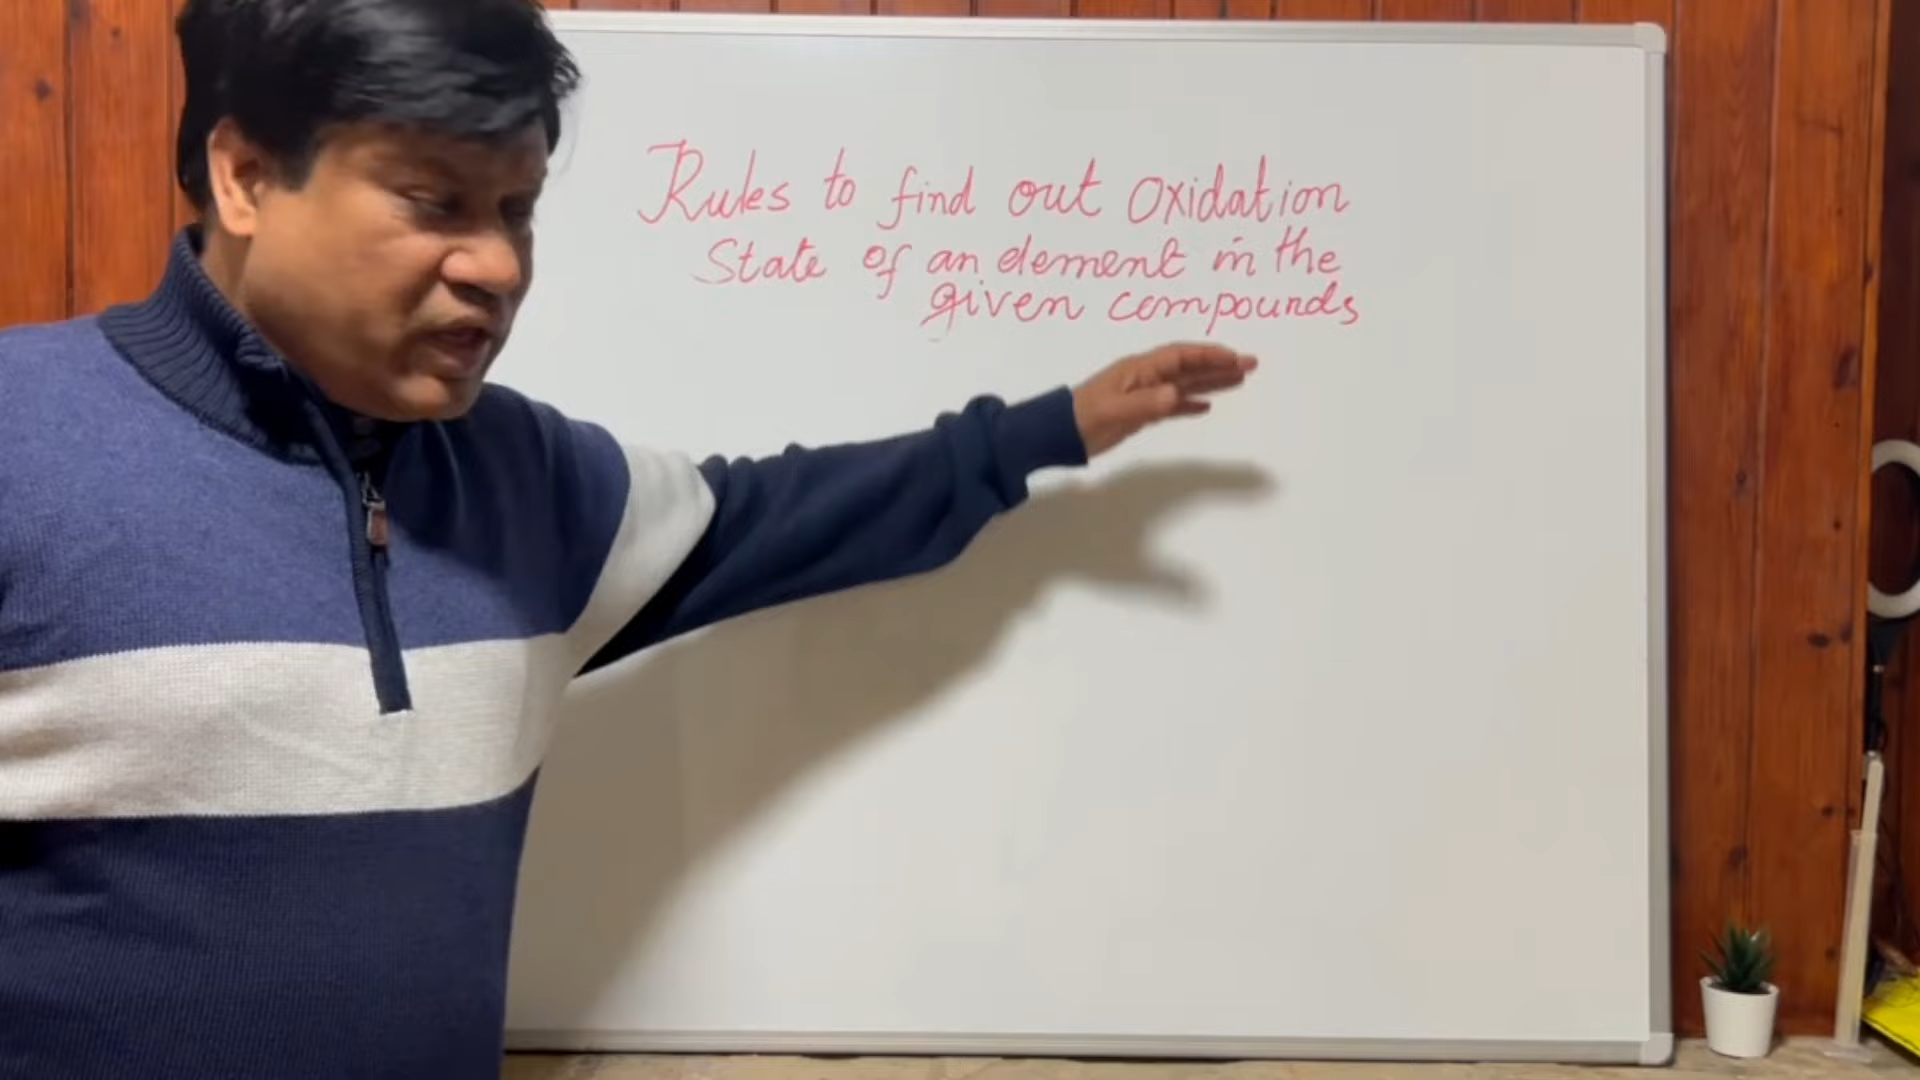 Rules to find out Oxidation
State of an element in the
given compounds